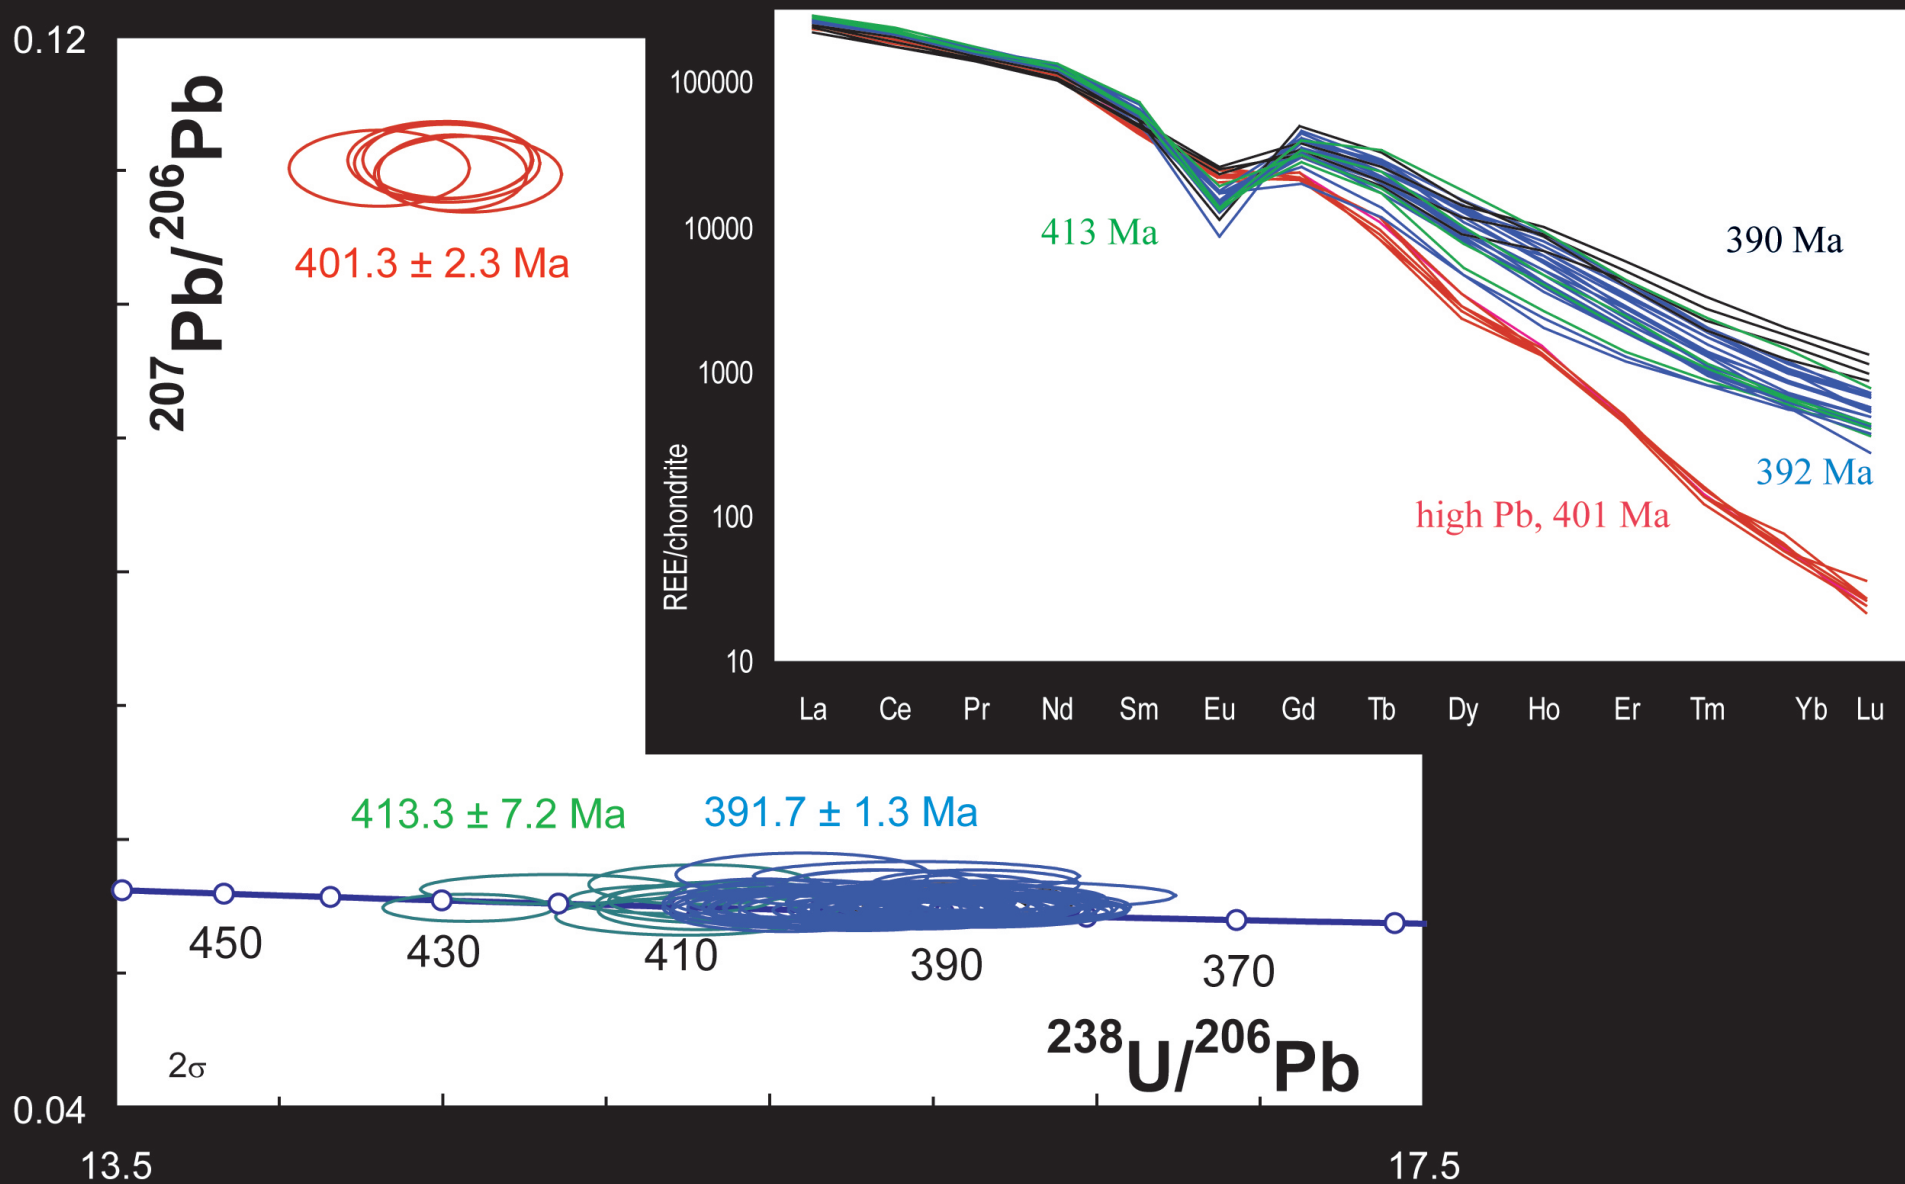 0.12
207Pb/206Pb
401.3 ± 2.3 Ma
413.3 ± 7.2 Ma
391.7 ± 1.3 Ma
450
430
410
390
370
238U/206Pb
2σ
0.04
13.5
17.5
REE/chondrite
100000
10000
1000
100
10
413 Ma
390 Ma
392 Ma
high Pb, 401 Ma
La Ce Pr Nd Sm Eu Gd Tb Dy Ho Er Tm Yb Lu